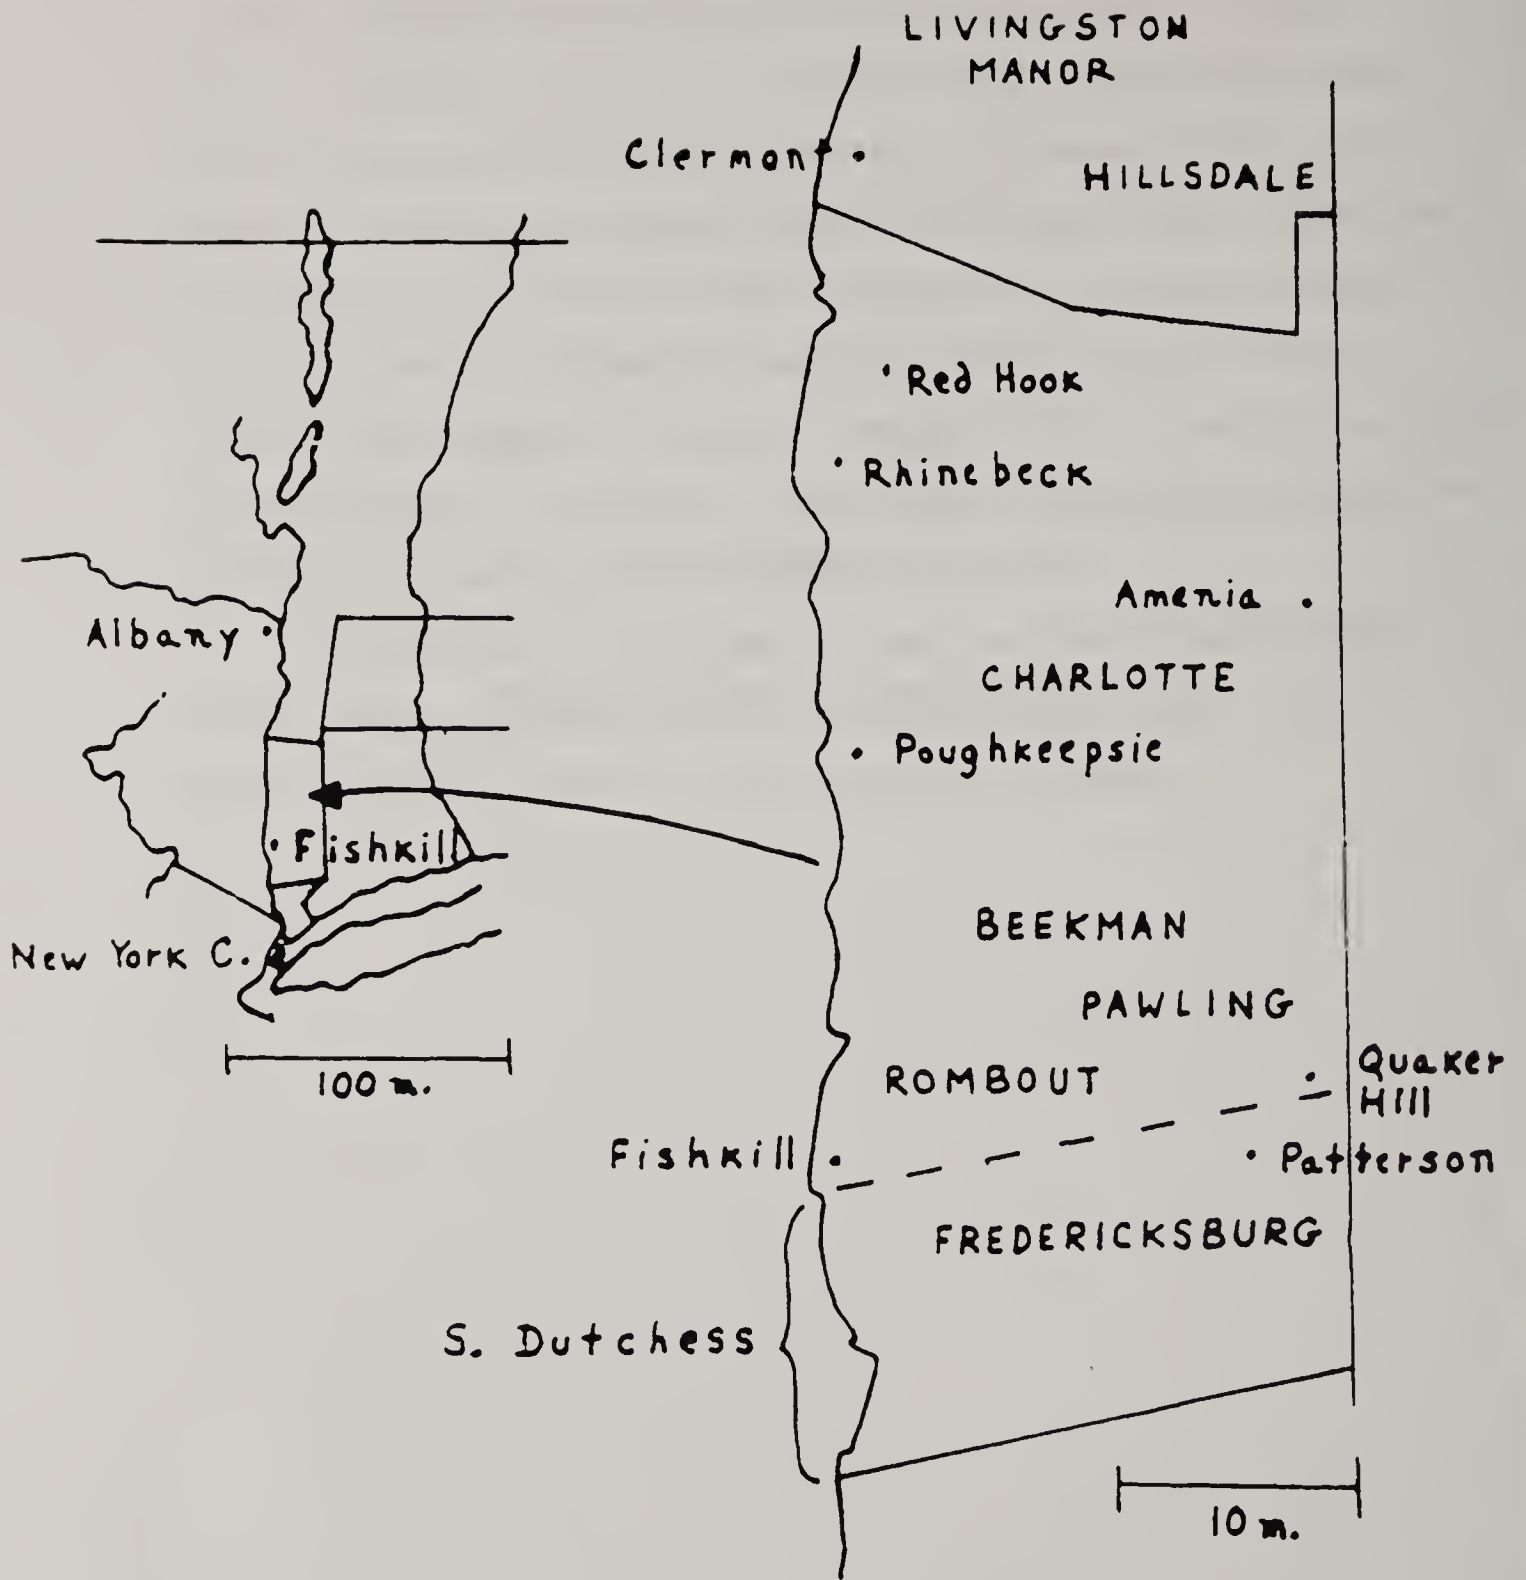 LIVINGSTON
MANOR
Clermont
HILLSDALE
Red Hook
Rhinebeck
Amenia
Albany
CHARLOTTE
Poughkeepsie
Fishkill
BEEKMAN
New York C.
PAWLING
100 m.
ROMBOUT
Quaker
Hill
Fishkill
Patterson
FREDERICKSBURG
S. Dutchess
10 m.